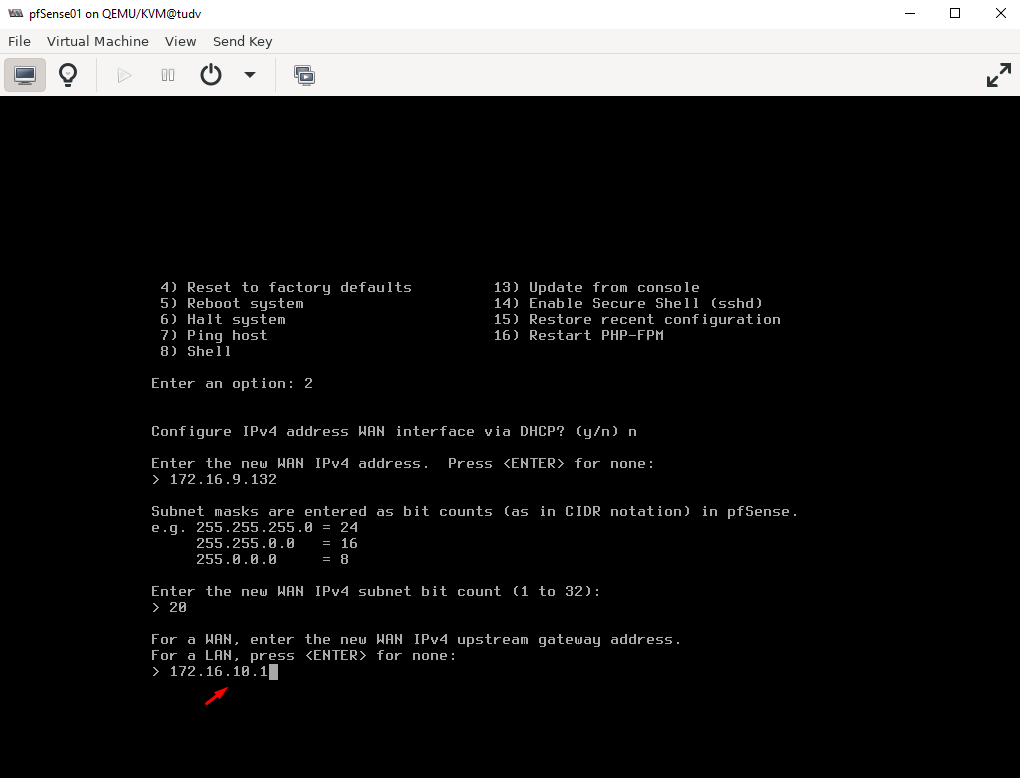 pfSense01 on QEMU/KVM@tudv
File Virtual Machine View Send Key
4) Reset to factory defaults 13) Update from console
5) Reboot system 14) Enable Secure Shell (sshd)
6) Halt system 15) Restore recent configuration
7) Ping host 16) Restart PHP-FPM
8) Shell
Enter an option: 2
Configure IPv4 address WAN interface via DHCP? (y/n) n
Enter the new WAN IPv4 address.  Press <ENTER> for none:
> 172.16.9.132
Subnet masks are entered as bit counts (as in CIDR notation) in pfSense.
e.g. 255.255.255.0 = 24
255.255.0.0   = 16
255.0.0.0     = 8
Enter the new WAN IPv4 subnet bit count (1 to 32):
> 20
For a WAN, enter the new WAN IPv4 upstream gateway address.
For a LAN, press <ENTER> for none:
> 172.16.10.1